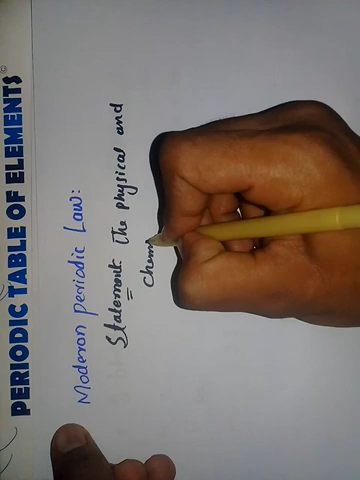 PERIODIC TABLE OF ELEMENTS©
Moderon periodic Law:
Statement: The physical and
chem